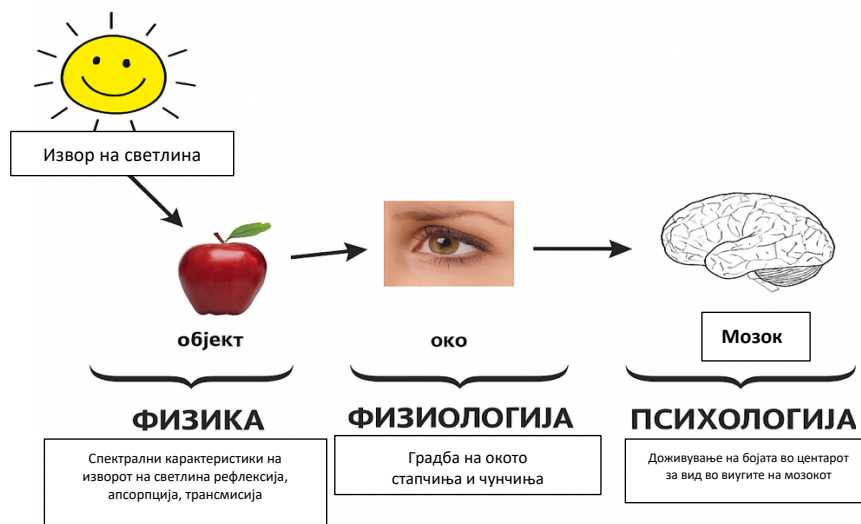 Извор на светлина
објект
око
Мозок
ФИЗИКА
ФИЗИОЛОГИЈА
ПСИХОЛОГИЈА
Спектрални карактеристики на
изворот на светлина рефлексија,
апсорпција, трансмисија
Градба на окото
стапчиња и чунчиња
Доживување на бојата во центарот
за вид во виугите на мозокот